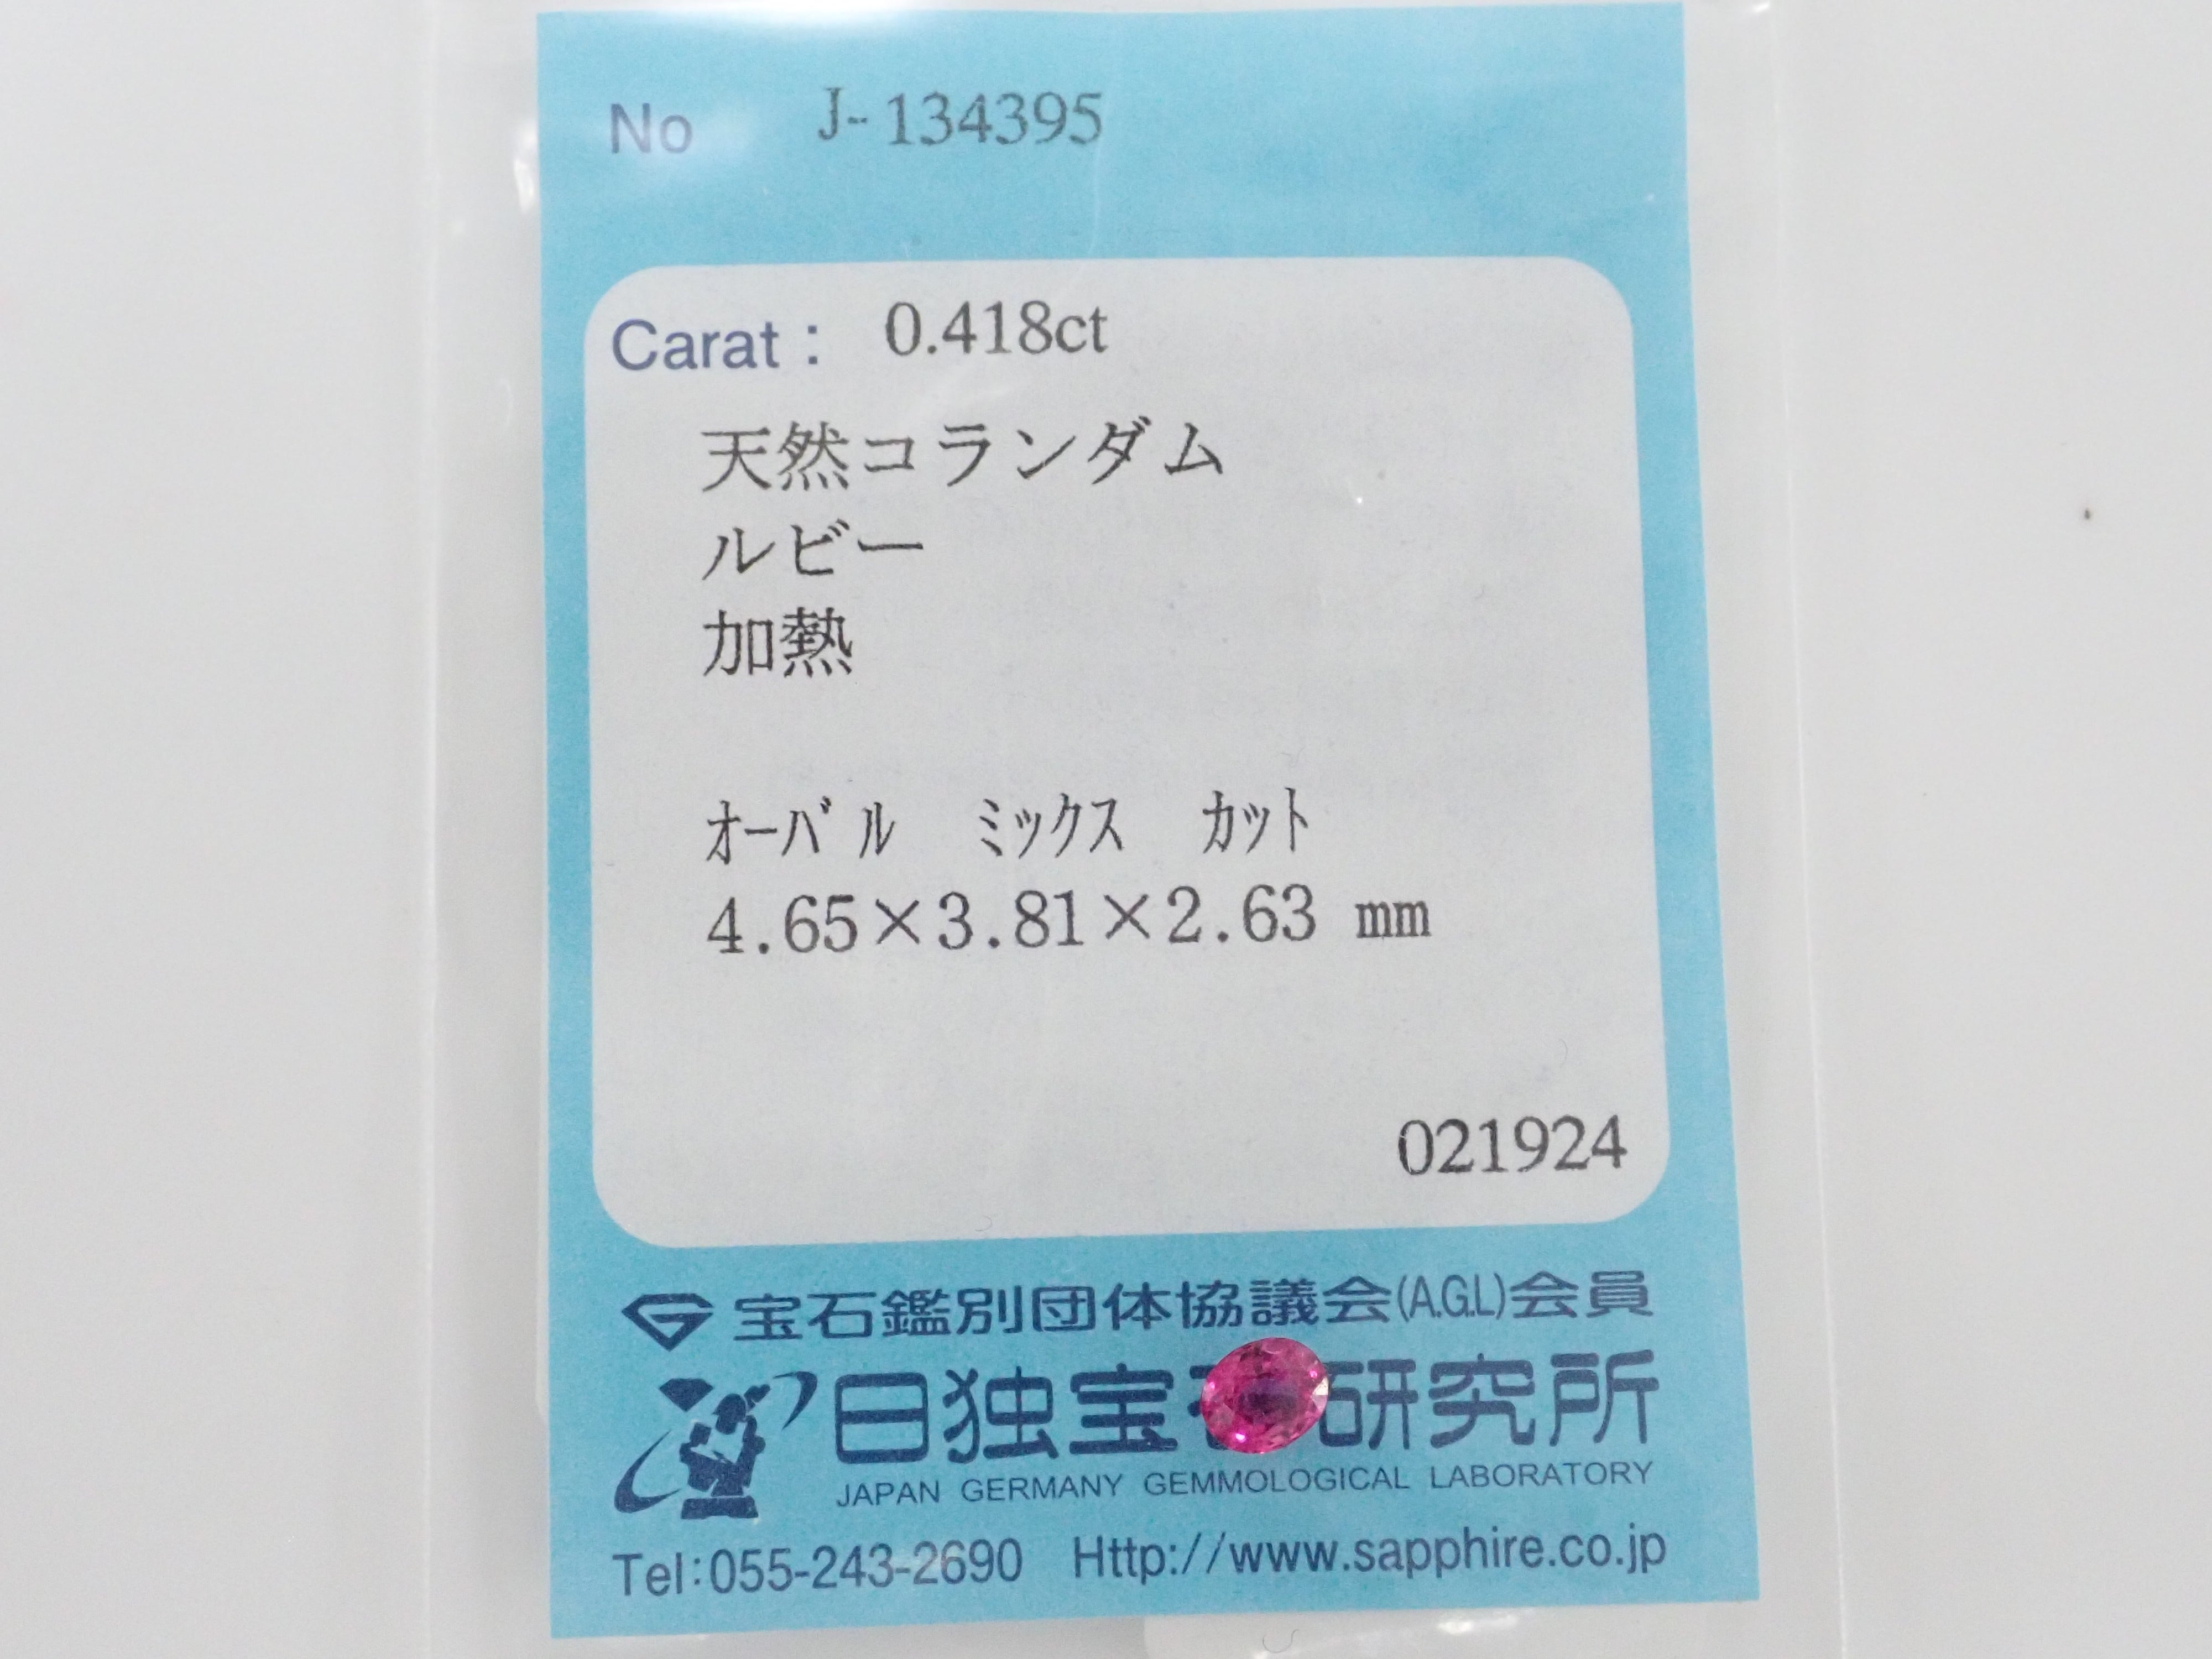 No J-134395
Carat : 0.418ct
天然コランダム
ルビー
加熱
ｵｰﾊﾞﾙ ﾐｯｸｽ ｶｯﾄ
4.65×3.81×2.63 mm
021924
宝石鑑別団体協議会(A.G.L)会員
日独宝 研究所
JAPAN GERMANY GEMMOLOGICAL LABORATORY
Tel:055-243-2690 Http://www.sapphire.co.jp